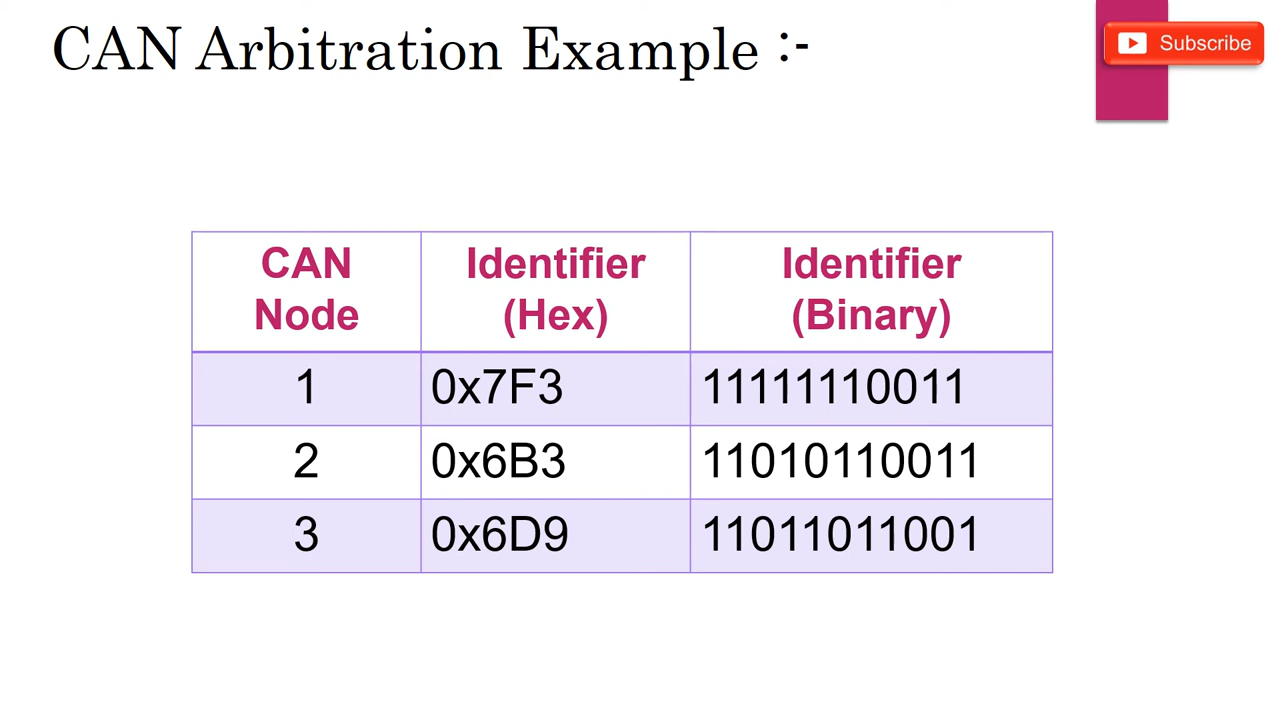 CAN Arbitration Example :-
Subscribe
CAN Node Identifier (Hex) Identifier (Binary)
1 0x7F3 11111110011
2 0x6B3 11010110011
3 0x6D9 11011011001